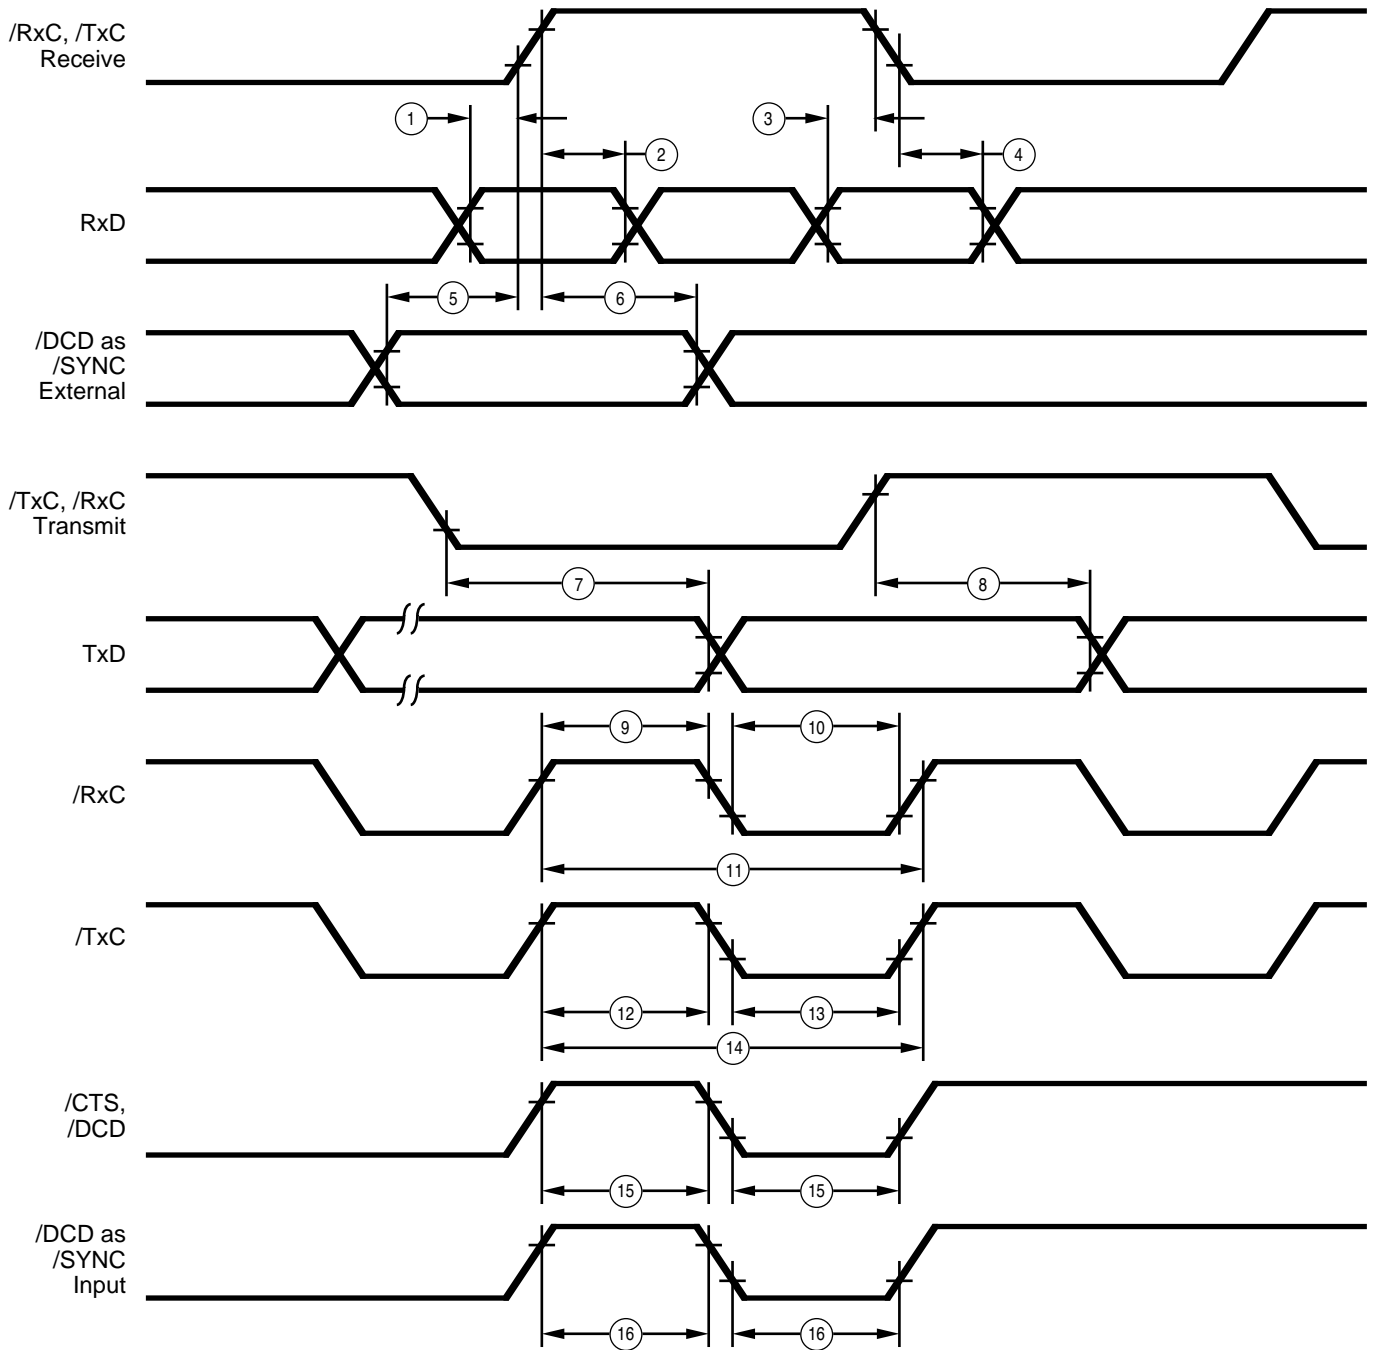 /RxC, /TxC
Receive
1
3
2
4
RxD
5
6
/DCD as
/SYNC
External
/TxC, /RxC
Transmit
7
8
TxD
9
10
/RxC
11
/TxC
12
13
14
/CTS,
/DCD
15
15
/DCD as
/SYNC
Input
16
16